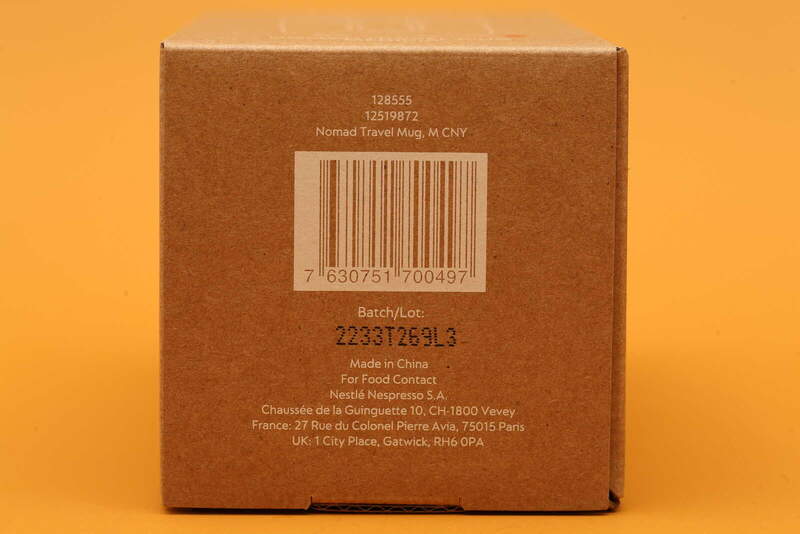 128555
12519872
Nomad Travel Mug, M CNY
7 630751 700497
Batch/Lot:
2233T269L3
Made in China
For Food Contact
Nestlé Nespresso S.A.
Chaussée de la Guinguette 10, CH-1800 Vevey
France: 27 Rue du Colonel Pierre Avia, 75015 Paris
UK: 1 City Place, Gatwick, RH6 0PA